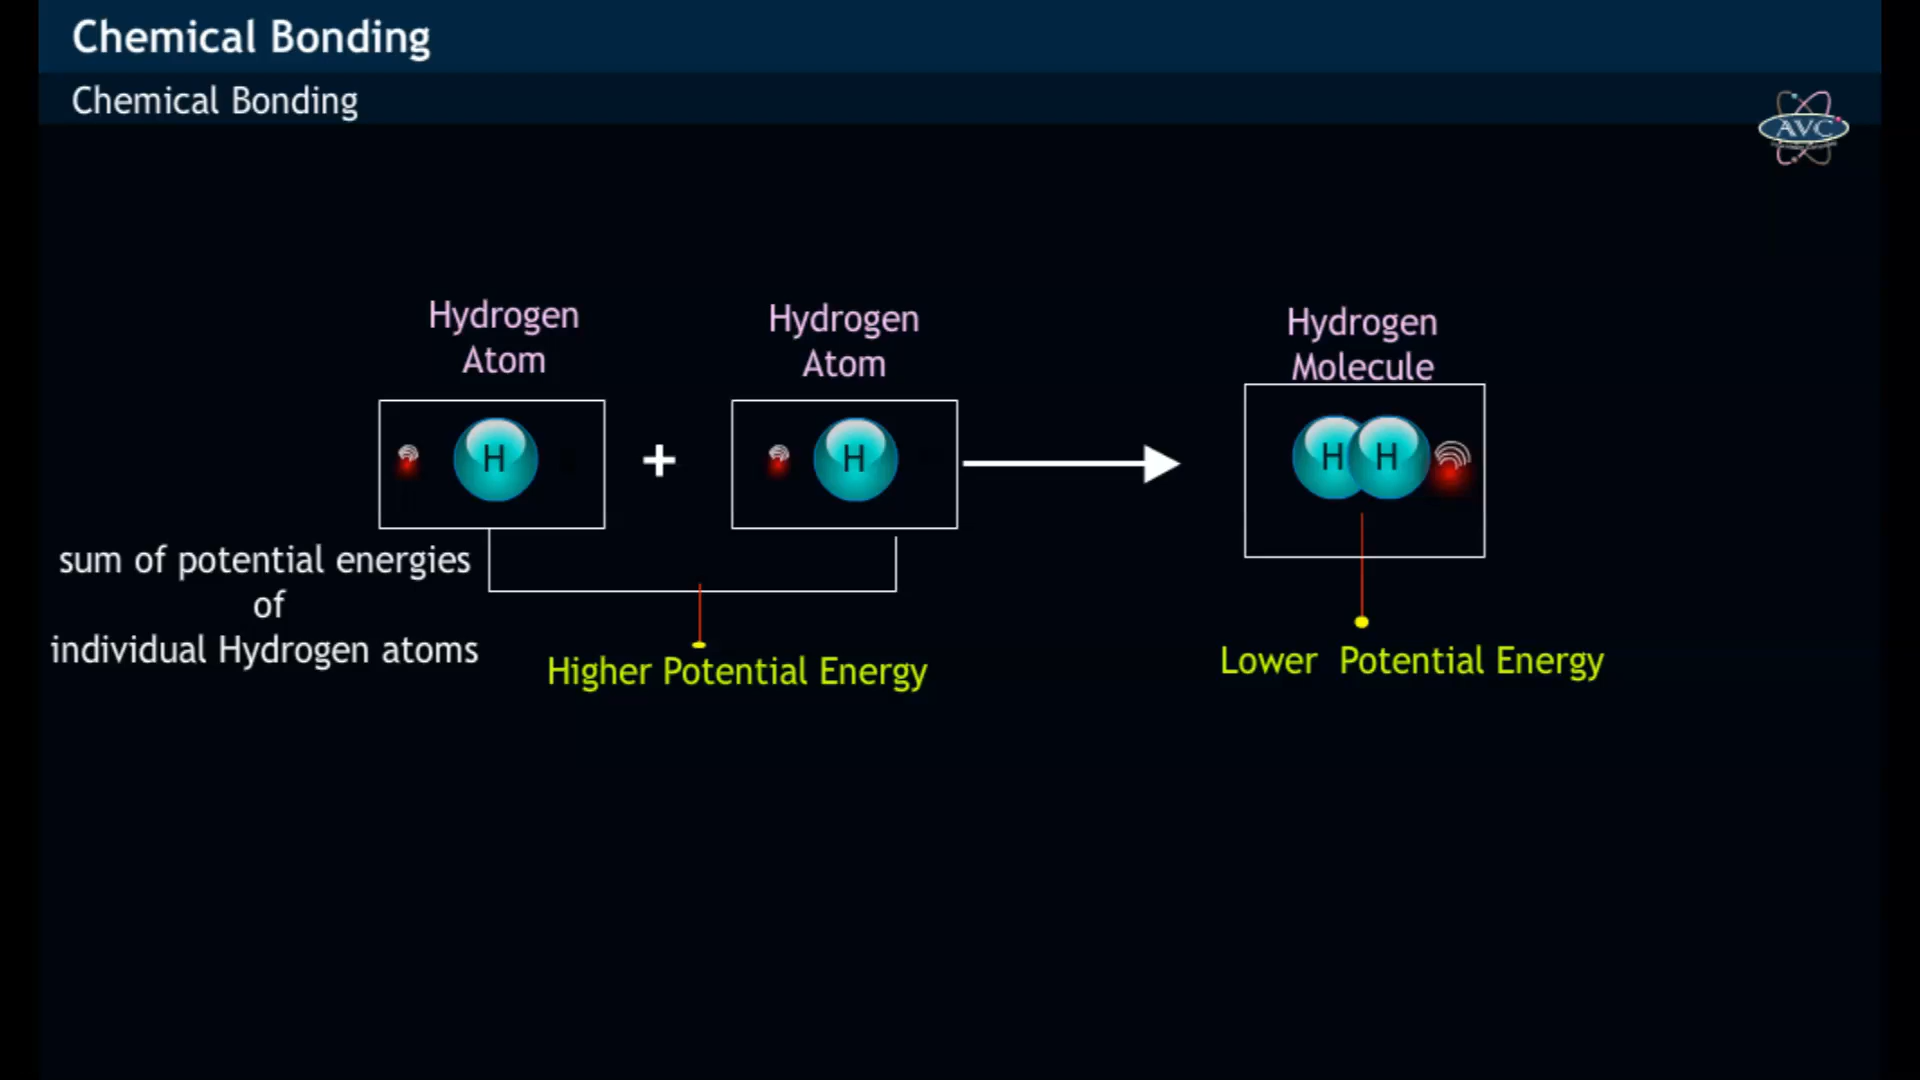 Chemical Bonding
Chemical Bonding
AVC
Hydrogen
Atom
Hydrogen
Atom
Hydrogen
Molecule
H
+
H
H
H
sum of potential energies
of
individual Hydrogen atoms
Higher Potential Energy
Lower Potential Energy